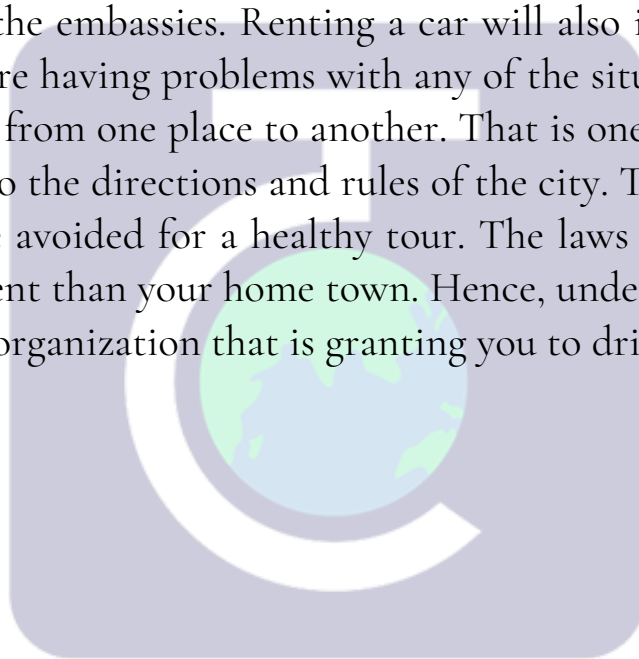 the embassies. Renting a car will also
re having problems with any of the situ
from one place to another. That is one
o the directions and rules of the city. T
avoided for a healthy tour. The laws
ent than your home town. Hence, unde
organization that is granting you to dri